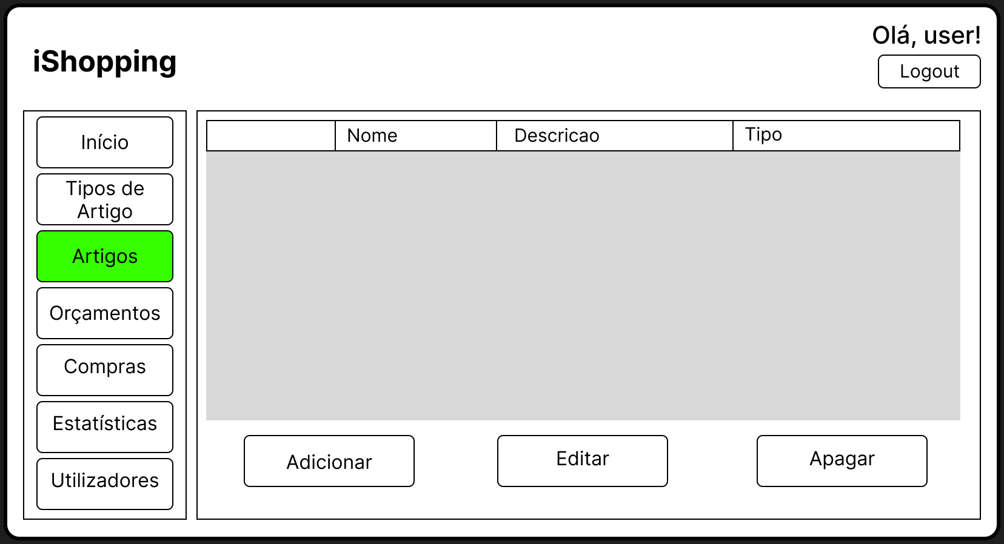 Olá, user!
iShopping
Logout
Início
Tipos de
Artigo
Artigos
Orçamentos
Compras
Estatísticas
Utilizadores
Nome Descricao Tipo
Adicionar Editar Apagar